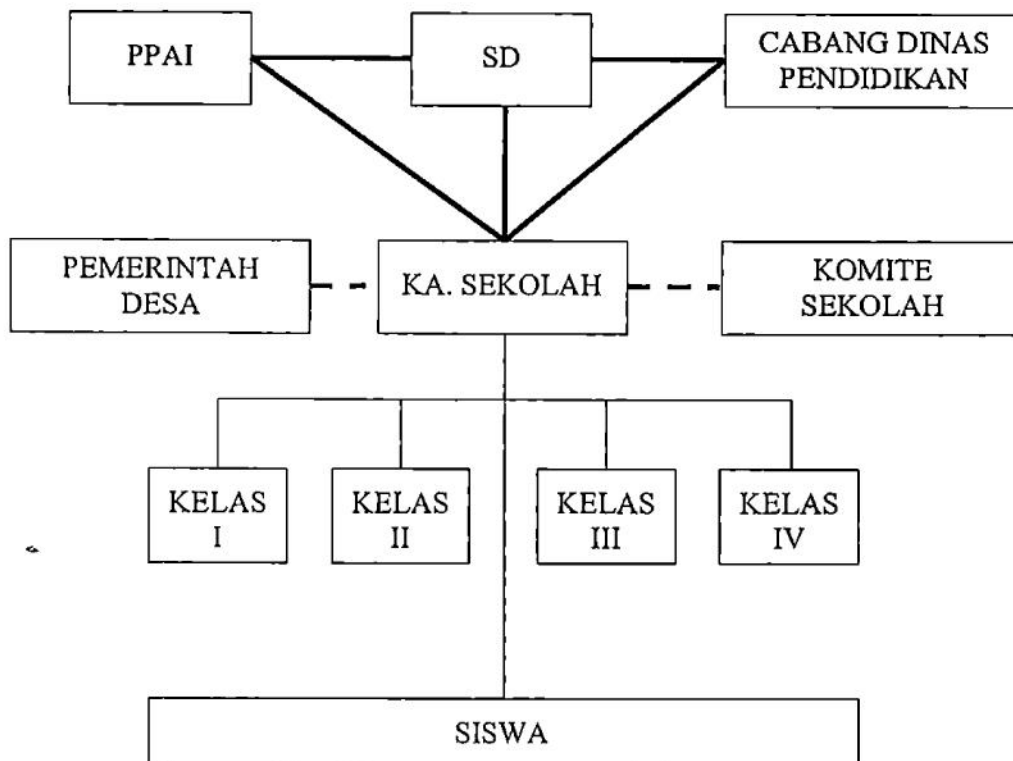 PPAI
SD
CABANG DINAS
PENDIDIKAN
PEMERINTAH
DESA
KA. SEKOLAH
KOMITE
SEKOLAH
KELAS
I
KELAS
II
KELAS
III
KELAS
IV
SISWA